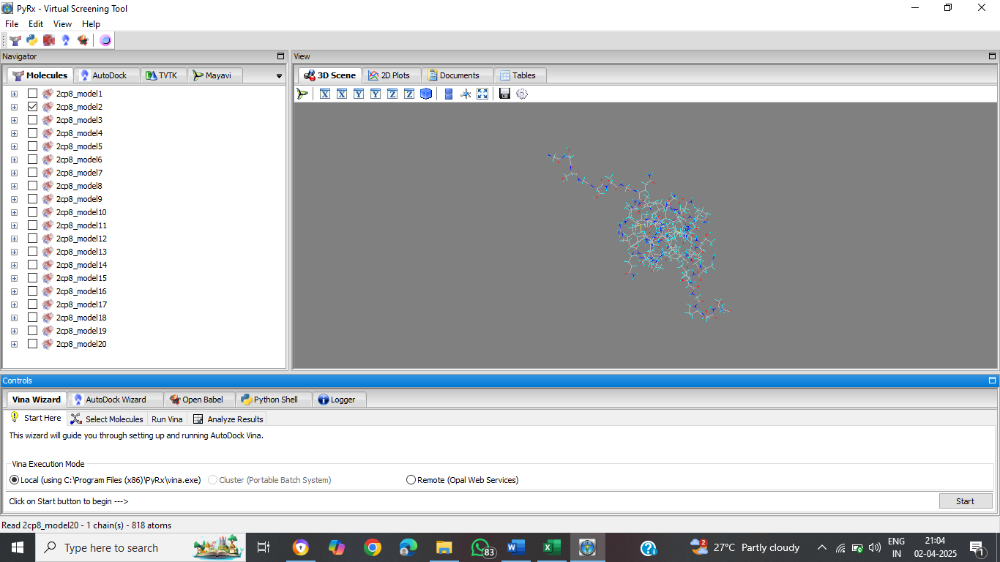 PyRx - Virtual Screening Tool
File Edit View Help
Navigator
View
Molecules AutoDock TVTK Mayavi
3D Scene 2D Plots Documents Tables
X X Y Y Z Z
2cp8_model1
2cp8_model2
2cp8_model3
2cp8_model4
2cp8_model5
2cp8_model6
2cp8_model7
2cp8_model8
2cp8_model9
2cp8_model10
2cp8_model11
2cp8_model12
2cp8_model13
2cp8_model14
2cp8_model15
2cp8_model16
2cp8_model17
2cp8_model18
2cp8_model19
2cp8_model20
Controls
Vina Wizard AutoDock Wizard Open Babel Python Shell Logger
Start Here Select Molecules Run Vina Analyze Results
This wizard will guide you through setting up and running AutoDock Vina.
Vina Execution Mode
Local (using C:\Program Files (x86)\PyRx\vina.exe) Cluster (Portable Batch System) Remote (Opal Web Services)
Click on Start button to begin ---> Start
Read 2cp8_model20 - 1 chain(s) - 818 atoms
Type here to search 83 2 27°C Partly cloudy ENG IN 21:04 02-04-2025 1